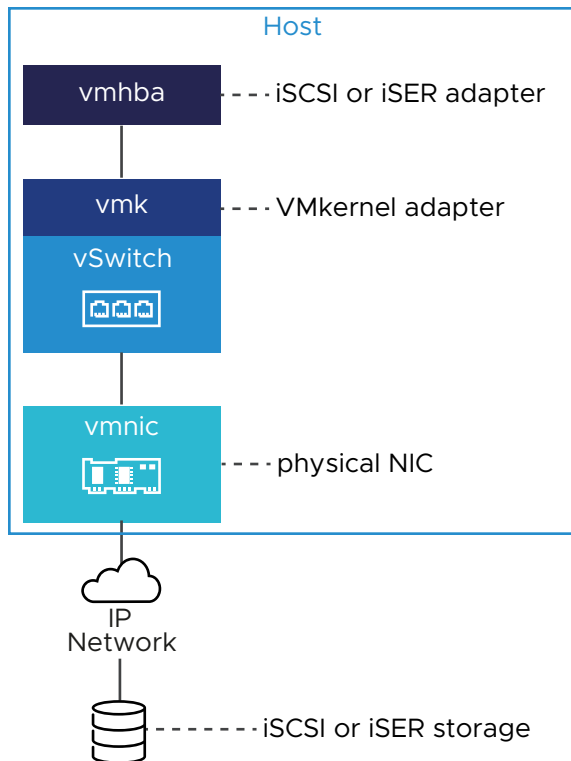 Host
vmhba
iSCSI or iSER adapter
vmk
VMkernel adapter
vSwitch
vmnic
physical NIC
IP
Network
iSCSI or iSER storage